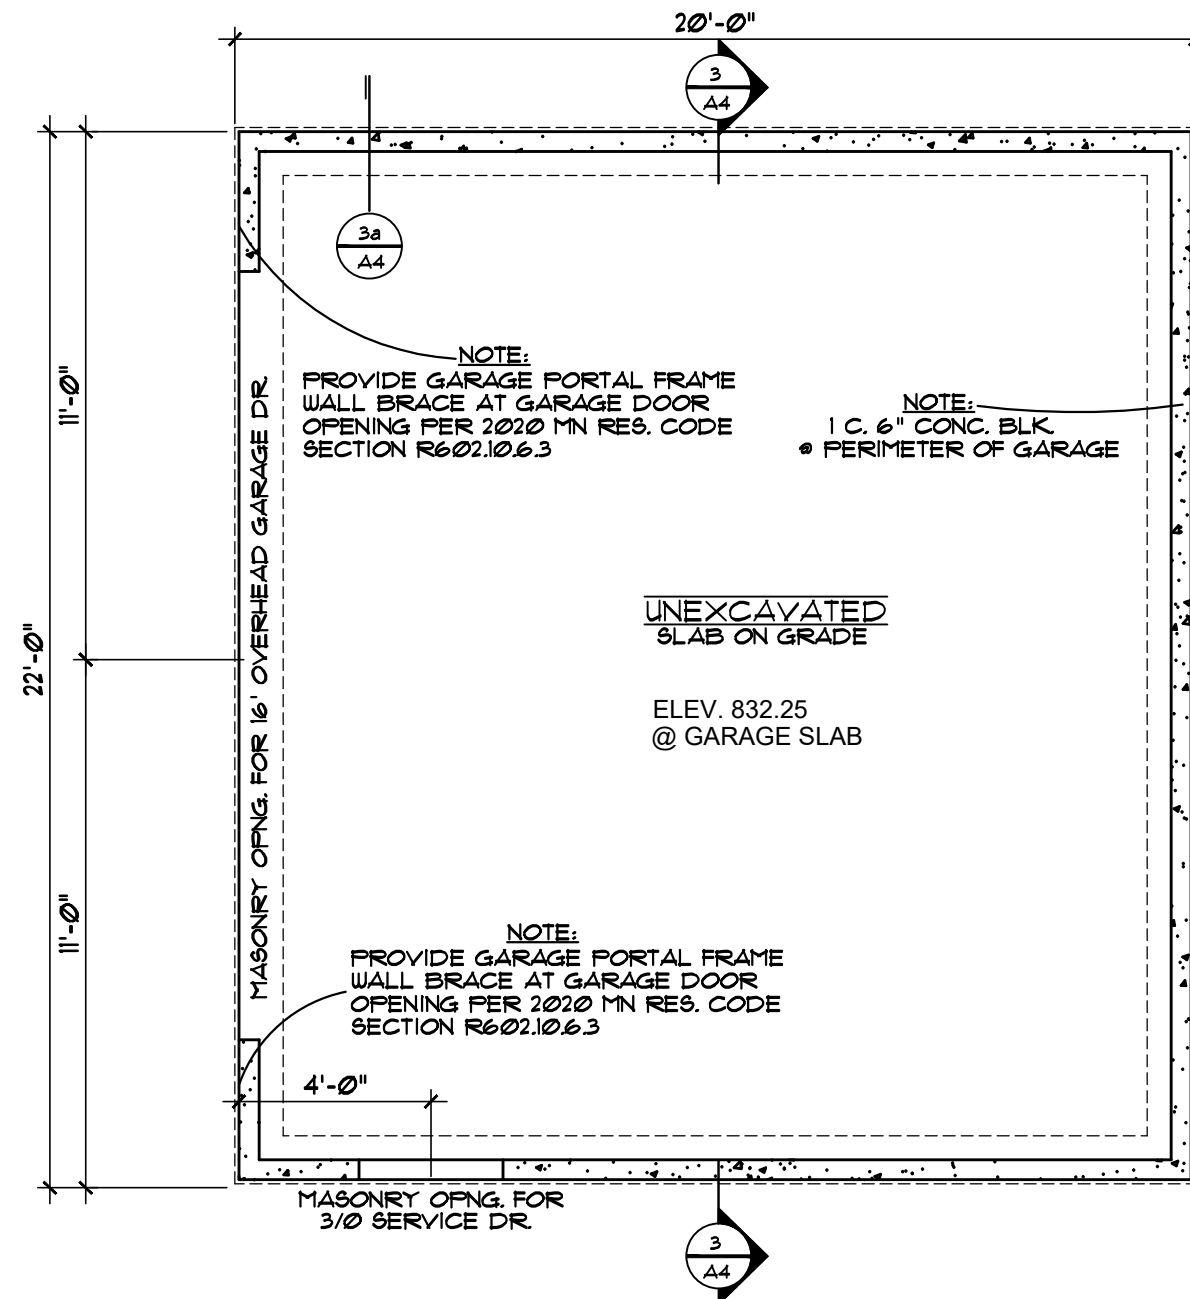 20'-0"
3
A4
3a
A4
NOTE:
PROVIDE GARAGE PORTAL FRAME
WALL BRACE AT GARAGE DOOR
OPENING PER 2020 MN RES. CODE
SECTION R602.10.6.3
NOTE:
1 C. 6" CONC. BLK.
@ PERIMETER OF GARAGE
11'-0"
22'-0"
11'-0"
MASONRY OPNG. FOR 16' OVERHEAD GARAGE DR.
UNEXCAVATED
SLAB ON GRADE
ELEV. 832.25
@ GARAGE SLAB
NOTE:
PROVIDE GARAGE PORTAL FRAME
WALL BRACE AT GARAGE DOOR
OPENING PER 2020 MN RES. CODE
SECTION R602.10.6.3
4'-0"
MASONRY OPNG. FOR
3/0 SERVICE DR.
3
A4